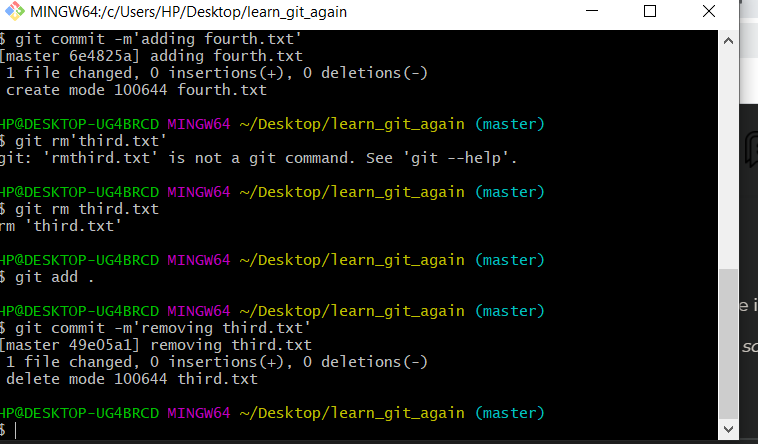 MINGW64:/c/Users/HP/Desktop/learn_git_again
$ git commit -m'adding fourth.txt'
[master 6e4825a] adding fourth.txt
1 file changed, 0 insertions(+), 0 deletions(-)
create mode 100644 fourth.txt
HP@DESKTOP-UG4BRCD MINGW64 ~/Desktop/learn_git_again (master)
$ git rm'third.txt'
git: 'rmthird.txt' is not a git command. See 'git --help'.
HP@DESKTOP-UG4BRCD MINGW64 ~/Desktop/learn_git_again (master)
$ git rm third.txt
rm 'third.txt'
HP@DESKTOP-UG4BRCD MINGW64 ~/Desktop/learn_git_again (master)
$ git add .
HP@DESKTOP-UG4BRCD MINGW64 ~/Desktop/learn_git_again (master)
$ git commit -m'removing third.txt'
[master 49e05a1] removing third.txt
1 file changed, 0 insertions(+), 0 deletions(-)
delete mode 100644 third.txt
HP@DESKTOP-UG4BRCD MINGW64 ~/Desktop/learn_git_again (master)
$